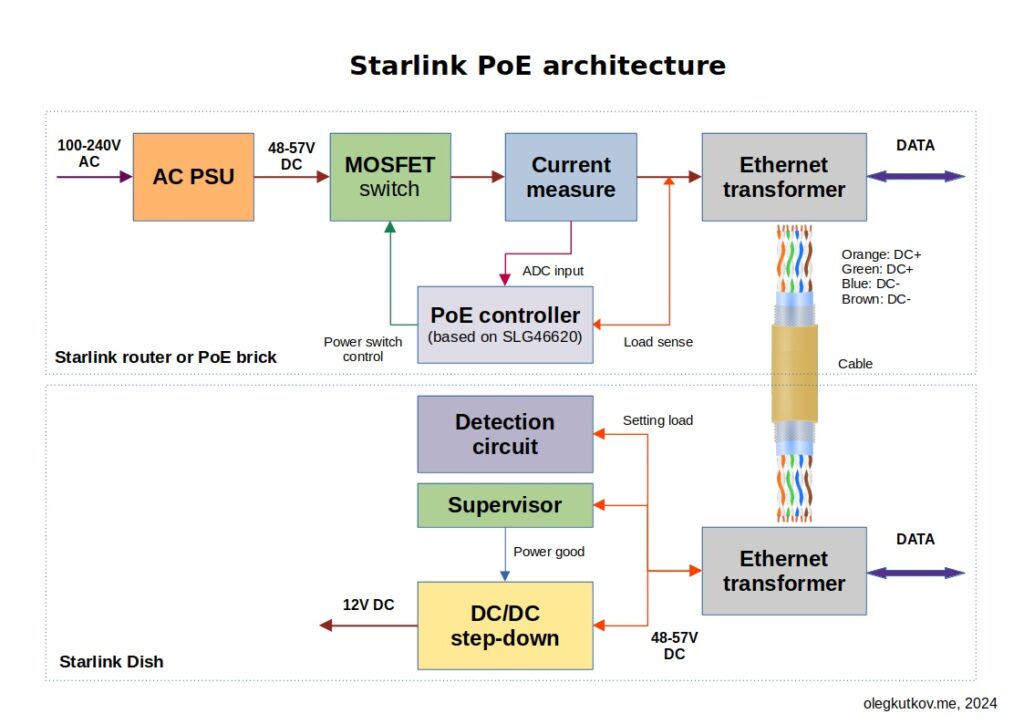 Starlink PoE architecture
100-240V
AC
AC PSU
48-57V
DC
MOSFET
switch
Current
measure
Ethernet
transformer
DATA
ADC input
Orange: DC+
Green: DC+
Blue: DC-
Brown: DC-
PoE controller
(based on SLG46620)
Power switch
control
Load sense
Starlink router or PoE brick
Cable
Detection
circuit
Setting load
Supervisor
Power good
Ethernet
transformer
DATA
DC/DC
step-down
12V DC
48-57V
DC
Starlink Dish
olegkutkov.me, 2024